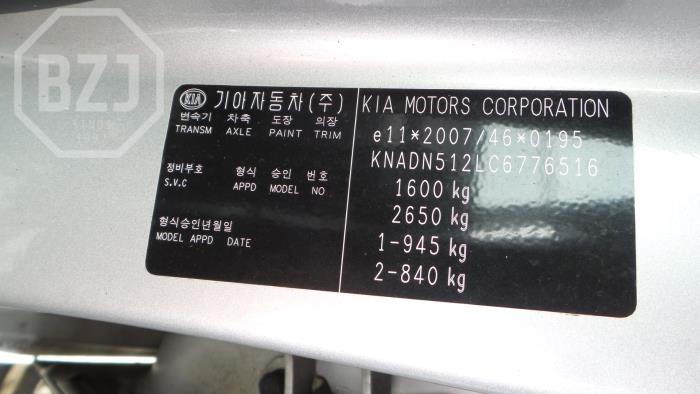 BZJ
SINCE
KIA 기아자동차(주)
변속기 차축 도장 의장
TRANSM AXLE PAINT TRIM
정비부호 형식 승인 번호
S.V.C APPD MODEL NO
형식승인년월일
MODEL APPD DATE
KIA MOTORS CORPORATION
e11*2007/46*0195
KNADN512LC6776516
1600 kg
2650 kg
1-945 kg
2-840 kg